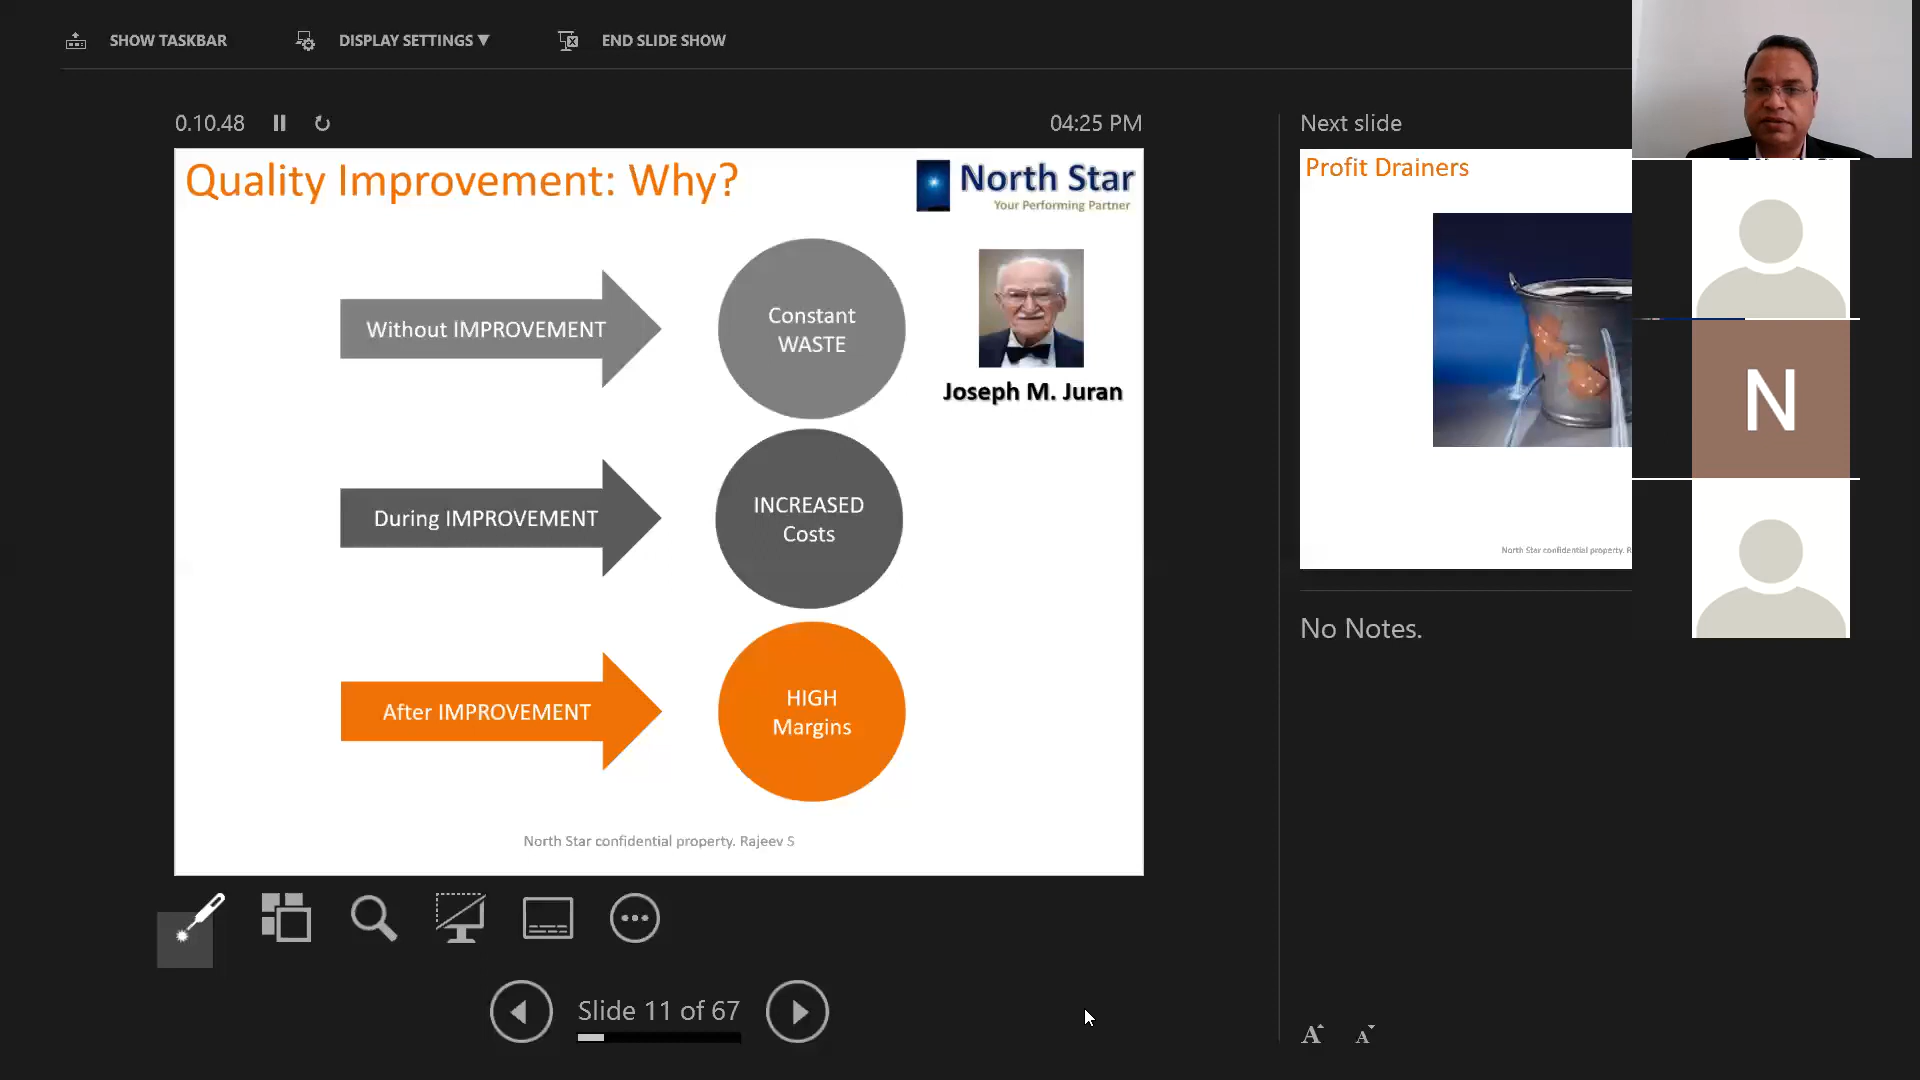 SHOW TASKBAR
DISPLAY SETTINGS ▼
END SLIDE SHOW
0.10.48
04:25 PM
Next slide
Quality Improvement: Why?
North Star
Your Performing Partner
Without IMPROVEMENT
Constant
WASTE
Joseph M. Juran
During IMPROVEMENT
INCREASED
Costs
After IMPROVEMENT
HIGH
Margins
North Star confidential property. Rajeev S
Slide 11 of 67
Profit Drainers
North Star confidential property. R
No Notes.
A A
N